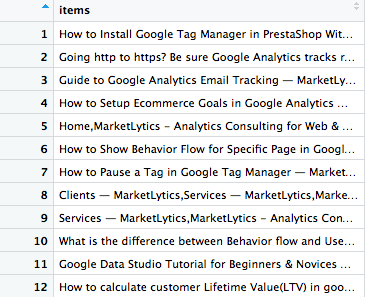 items
1 How to Install Google Tag Manager in PrestaShop Wit...
2 Going http to https? Be sure Google Analytics tracks r...
3 Guide to Google Analytics Email Tracking — MarketLy...
4 How to Setup Ecommerce Goals in Google Analytics ...
5 Home,MarketLytics – Analytics Consulting for Web & ...
6 How to Show Behavior Flow for Specific Page in Googl...
7 How to Pause a Tag in Google Tag Manager — Market...
8 Clients — MarketLytics,Services — MarketLytics,Marke...
9 Services — MarketLytics,MarketLytics – Analytics Con...
10 What is the difference between Behavior flow and Use...
11 Google Data Studio Tutorial for Beginners & Novices ...
12 How to calculate customer Lifetime Value(LTV) in goo...